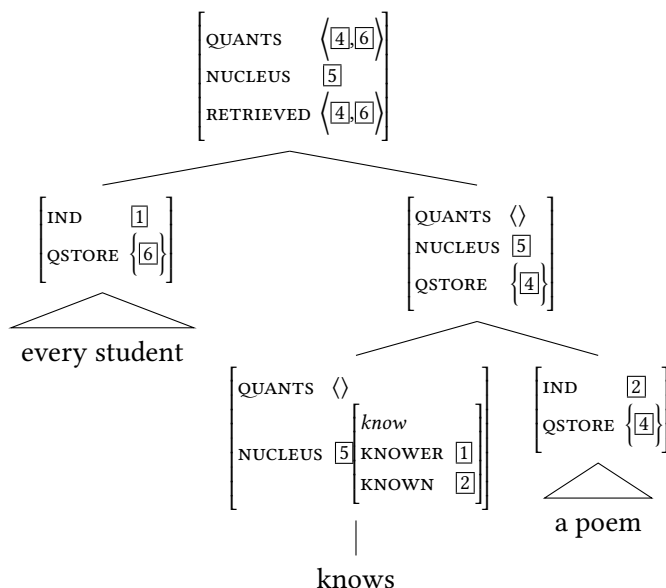 QUANTS ⟨4,6⟩
NUCLEUS 5
RETRIEVED ⟨4,6⟩
IND 1
QSTORE {6}
every student
QUANTS ⟨⟩
NUCLEUS 5
QSTORE {4}
QUANTS ⟨⟩
NUCLEUS 5
know
KNOWER 1
KNOWN 2
knows
IND 2
QSTORE {4}
a poem